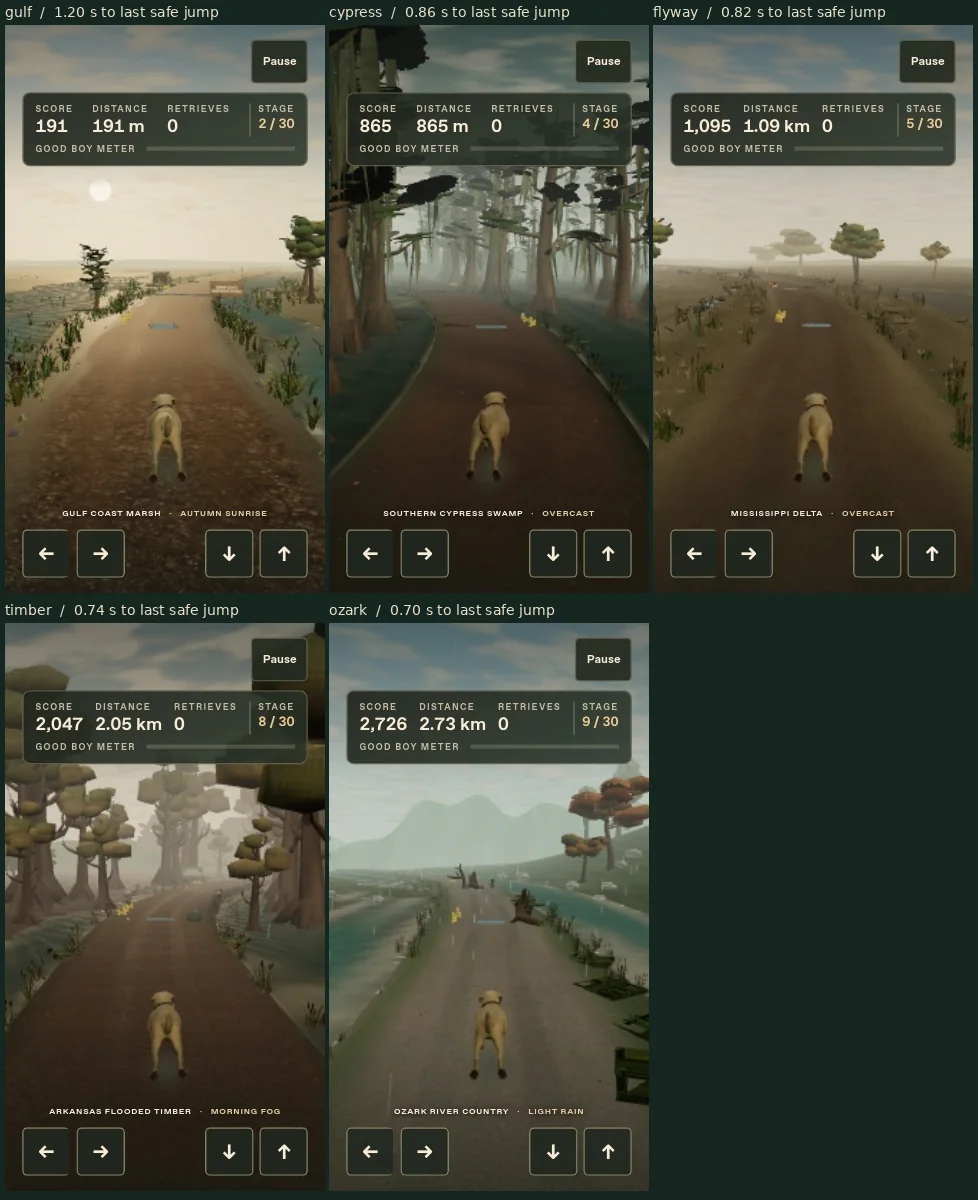 gulf / 1.20 s to last safe jump
Pause
SCORE DISTANCE RETRIEVES STAGE
191 191 m 0 2 / 30
GOOD BOY METER
GULF COAST MARSH · AUTUMN SUNRISE
← → ↓ ↑
cypress / 0.86 s to last safe jump
Pause
SCORE DISTANCE RETRIEVES STAGE
865 865 m 0 4 / 30
GOOD BOY METER
SOUTHERN CYPRESS SWAMP · OVERCAST
← → ↓ ↑
flyway / 0.82 s to last safe jump
Pause
SCORE DISTANCE RETRIEVES STAGE
1,095 1.09 km 0 5 / 30
GOOD BOY METER
MISSISSIPPI DELTA · OVERCAST
← → ↓ ↑
timber / 0.74 s to last safe jump
Pause
SCORE DISTANCE RETRIEVES STAGE
2,047 2.05 km 0 8 / 30
GOOD BOY METER
ARKANSAS FLOODED TIMBER · MORNING FOG
← → ↓ ↑
ozark / 0.70 s to last safe jump
Pause
SCORE DISTANCE RETRIEVES STAGE
2,726 2.73 km 0 9 / 30
GOOD BOY METER
OZARK RIVER COUNTRY · LIGHT RAIN
← → ↓ ↑